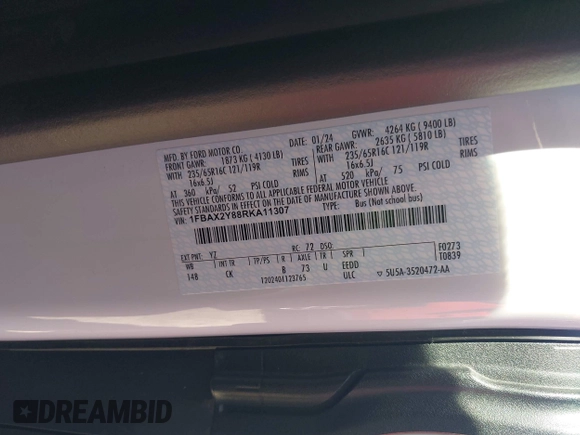 MFD. BY FORD MOTOR CO.
DATE: 01/24 GVWR: 4264 KG ( 9400 LB)
FRONT GAWR: 1873 KG ( 4130 LB) REAR GAWR: 2635 KG ( 5810 LB)
WITH 235/65R16C 121/119R TIRES WITH 235/65R16C 121/119R TIRES
16x6.5J RIMS 16x6.5J RIMS
AT 360 kPa/ 52 PSI COLD AT 520 kPa/ 75 PSI COLD
THIS VEHICLE CONFORMS TO ALL APPLICABLE FEDERAL MOTOR VEHICLE
SAFETY STANDARDS IN EFFECT ON THE DATE OF MANUFACTURE SHOWN ABOVE.
1FBAX2Y88RKA11307 TYPE: Bus (Not school bus)
EXT PNT: YZ RC: 72 DSO: F0273
WB INT TR TP/PS R AXLE TR SPR T0839
148 CK B 73 U EEDD
1202401123765 ULC 5U5A-3520472-AA
DREAMBID